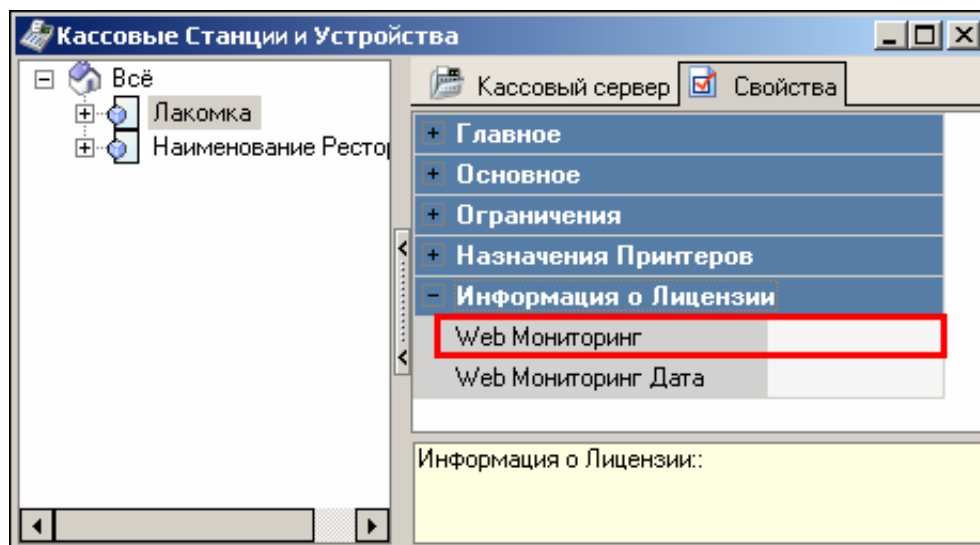 Кассовые Станции и Устройства
Всё
Лакомка
Наименование Рестор
Кассовый сервер
Свойства
Главное
Основное
Ограничения
Назначения Принтеров
Информация о Лицензии
Web Мониторинг
Web Мониторинг Дата
Информация о Лицензии::